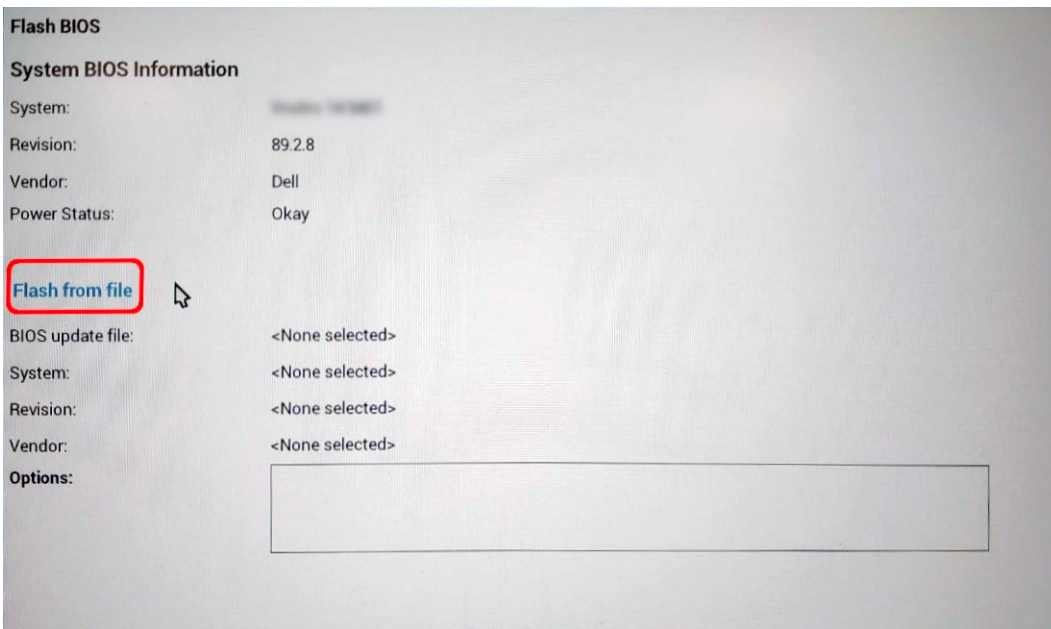 Flash BIOS
System BIOS Information
System:
Revision: 89.2.8
Vendor: Dell
Power Status: Okay
Flash from file
BIOS update file: <None selected>
System: <None selected>
Revision: <None selected>
Vendor: <None selected>
Options: